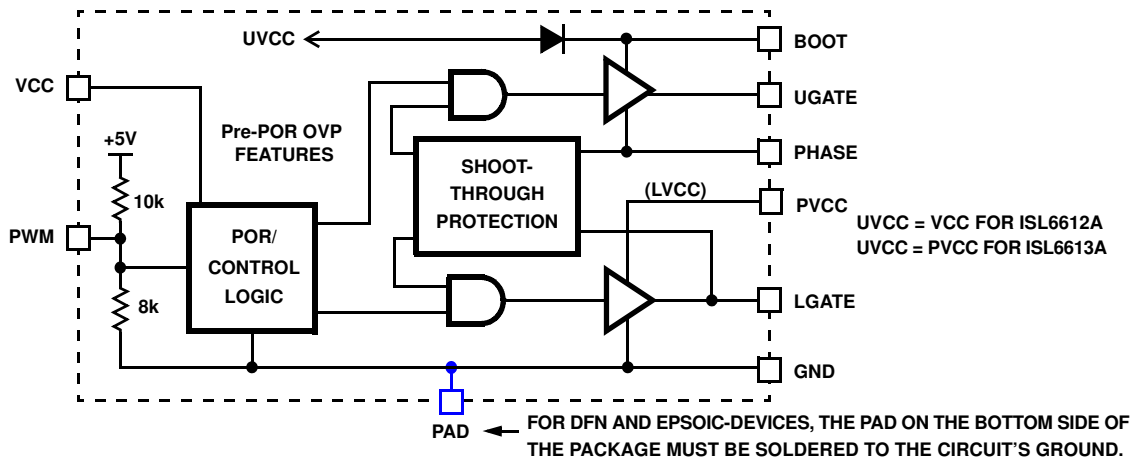 UVCC
BOOT
VCC
UGATE
+5V
Pre-POR OVP
FEATURES
SHOOT-
THROUGH
PROTECTION
PHASE
10k
(LVCC)
PVCC
UVCC = VCC FOR ISL6612A
UVCC = PVCC FOR ISL6613A
PWM
POR/
CONTROL
LOGIC
8k
LGATE
GND
PAD
FOR DFN AND EPSOIC-DEVICES, THE PAD ON THE BOTTOM SIDE OF
THE PACKAGE MUST BE SOLDERED TO THE CIRCUIT'S GROUND.